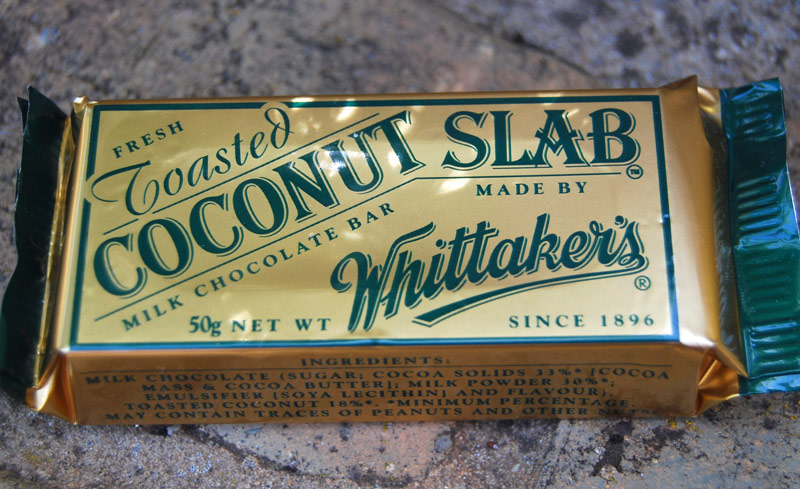 FRESH
Toasted
COCONUT SLAB™
MILK CHOCOLATE BAR
MADE BY
Whittaker's®
50g NET WT
SINCE 1896
INGREDIENTS:
MILK CHOCOLATE (SUGAR; COCOA SOLIDS 33%* [COCOA
MASS & COCOA BUTTER]; MILK POWDER 30%*;
EMULSIFIER [SOYA LECITHIN] AND FLAVOUR),
TOASTED COCONUT 18%*. *MINIMUM PERCENTAGE
MAY CONTAIN TRACES OF PEANUTS AND OTHER